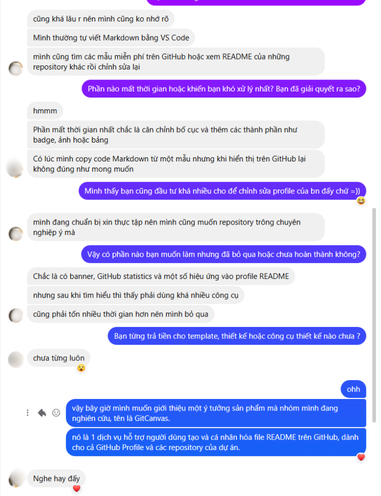 cũng khá lâu r nên mình cũng ko nhớ rõ
Mình thường tự viết Markdown bằng VS Code
mình cũng tìm các mẫu miễn phí trên GitHub hoặc xem README của những
repository khác rồi chỉnh sửa lại
Phần nào mất thời gian hoặc khiến bạn khó xử lý nhất? Bạn đã giải quyết ra sao?
hmmm
Phần mất thời gian nhất chắc là căn chỉnh bố cục và thêm các thành phần như
badge, ảnh hoặc bảng
Có lúc mình copy code Markdown từ một mẫu nhưng khi hiển thị trên GitHub lại
không đúng như mong muốn
Mình thấy bạn cũng đầu tư khá nhiều cho để chỉnh sửa profile của bn đấy chứ =))
mình đang chuẩn bị xin thực tập nên mình cũng muốn repository trông chuyên
nghiệp ý mà
Vậy có phần nào bạn muốn làm nhưng đã bỏ qua hoặc chưa hoàn thành không?
Chắc là có banner, GitHub statistics và một số hiệu ứng vào profile README
nhưng sau khi tìm hiểu thì thấy phải dùng khá nhiều công cụ
cũng phải tốn nhiều thời gian hơn nên mình bỏ qua
Bạn từng trả tiền cho template, thiết kế hoặc công cụ thiết kế nào chưa ?
chưa từng luôn
ohh
vậy bây giờ mình muốn giới thiệu một ý tưởng sản phẩm mà nhóm mình đang
nghiên cứu, tên là GitCanvas.
nó là 1 dịch vụ hỗ trợ người dùng tạo và cá nhân hóa file README trên GitHub, dành
cho cả GitHub Profile và các repository của dự án.
Nghe hay đấy